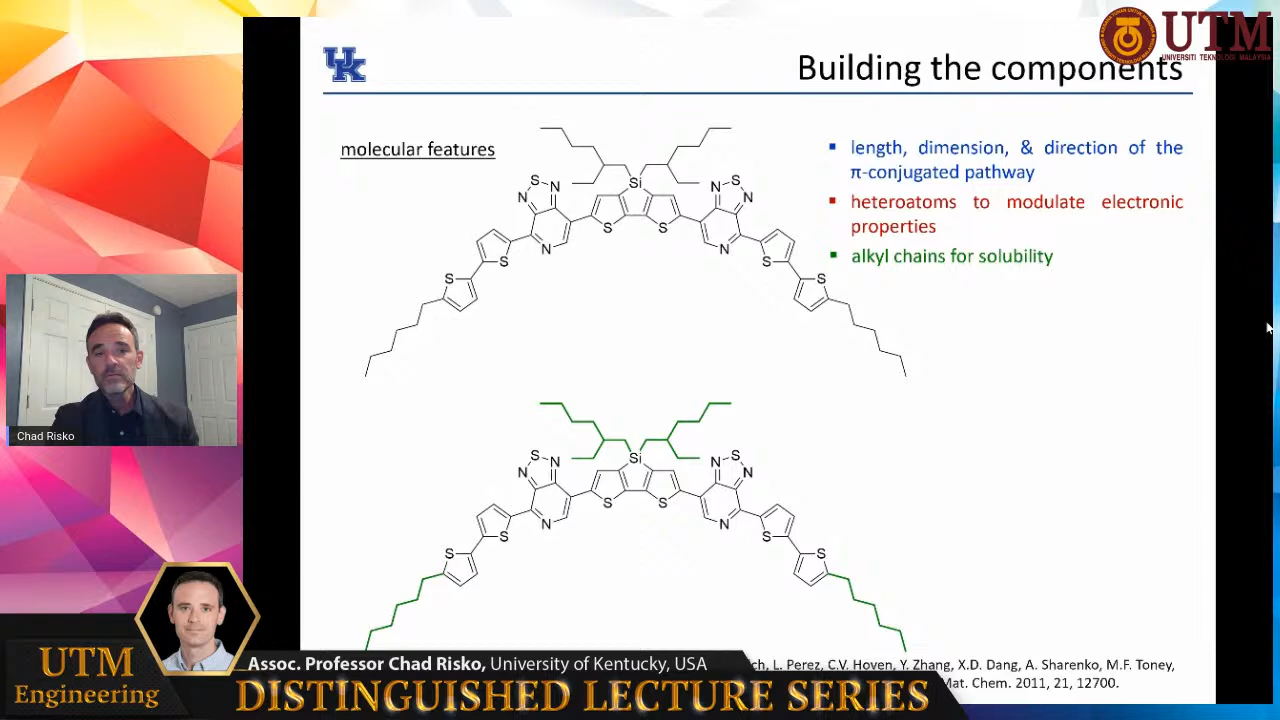 UTM
UNIVERSITI TEKNOLOGI MALAYSIA
UK
Building the components
molecular features
length, dimension, & direction of the
π-conjugated pathway
heteroatoms to modulate electronic
properties
alkyl chains for solubility
Si
S
N
N
S
S
N
N
S
N
N
S
S
S
S
Si
S
N
N
S
S
N
N
S
N
N
S
S
S
S
Chad Risko
L. Perez, C.V. Hoven, Y. Zhang, X.D. Dang, A. Sharenko, M.F. Toney,
Mat. Chem. 2011, 21, 12700.
UTM
Engineering
Assoc. Professor Chad Risko, University of Kentucky, USA
DISTINGUISHED LECTURE SERIES